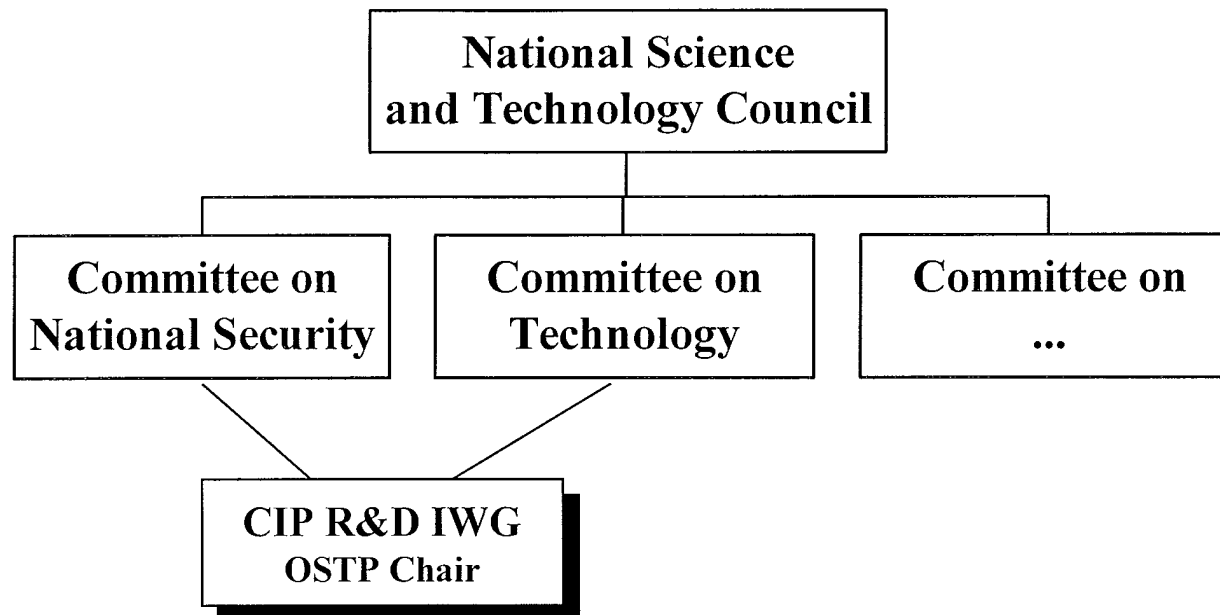 National Science
and Technology Council
Committee on
National Security
Committee on
Technology
Committee on
...
CIP R&D IWG
OSTP Chair